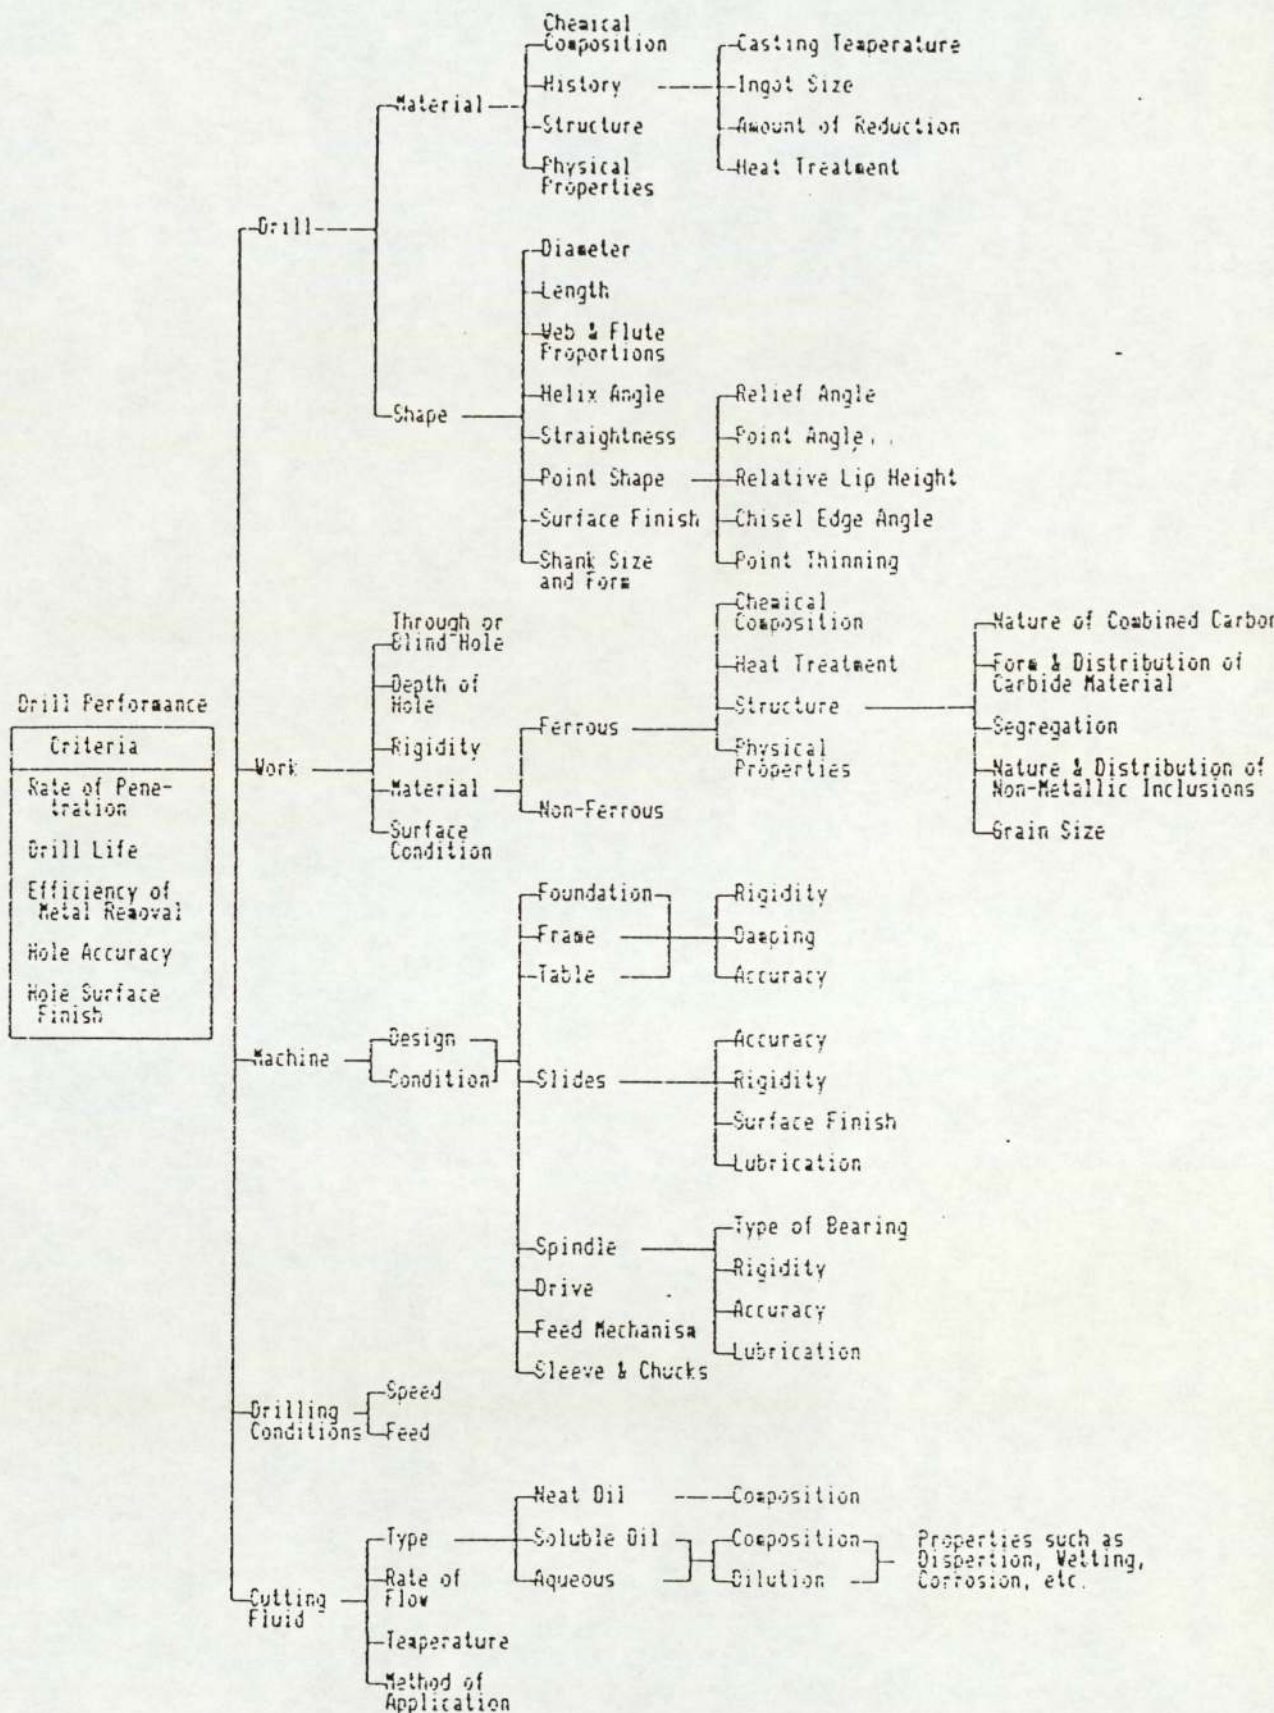 Chemical
Composition
History
Structure
Physical
Properties
Casting Temperature
Ingot Size
Amount of Reduction
Heat Treatment
Material
Drill
Diameter
Length
Web & Flute
Proportions
Helix Angle
Straightness
Point Shape
Surface Finish
Shank Size
and Form
Shape
Relief Angle
Point Angle
Relative Lip Height
Chisel Edge Angle
Point Thinning
Drill Performance
Criteria
Rate of Pene-
tration
Drill Life
Efficiency of
Metal Removal
Hole Accuracy
Hole Surface
Finish
Work
Through or
Blind Hole
Depth of
Hole
Rigidity
Material
Surface
Condition
Ferrous
Non-Ferrous
Chemical
Composition
Heat Treatment
Structure
Physical
Properties
Nature of Combined Carbon
Form & Distribution of
Carbide Material
Segregation
Nature & Distribution of
Non-Metallic Inclusions
Grain Size
Machine
Design
Condition
Foundation
Frame
Table
Rigidity
Damping
Accuracy
Slides
Accuracy
Rigidity
Surface Finish
Lubrication
Spindle
Drive
Feed Mechanism
Sleeve & Chucks
Type of Bearing
Rigidity
Accuracy
Lubrication
Drilling
Conditions
Speed
Feed
Cutting
Fluid
Type
Rate of
Flow
Temperature
Method of
Application
Neat Oil
Soluble Oil
Aqueous
Composition
Composition
Dilution
Properties such as
Dispertion, Wetting,
Corrosion, etc.